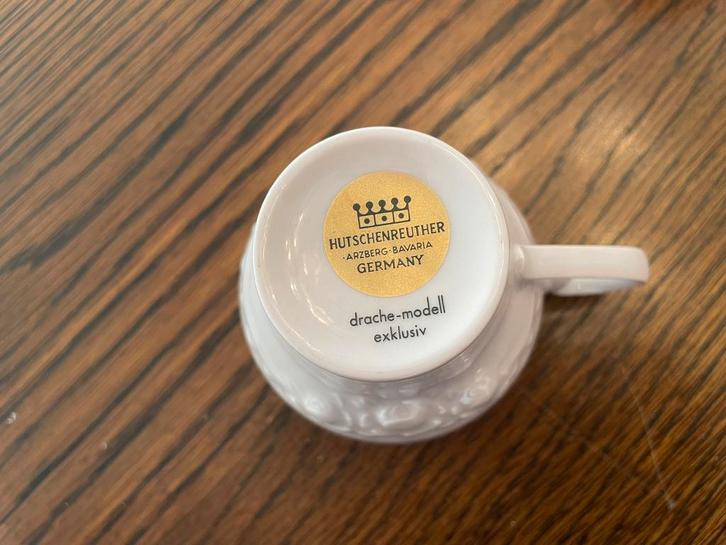 HUTSCHENREUTHER
·ARZBERG·BAVARIA
GERMANY
drache-modell
exklusiv